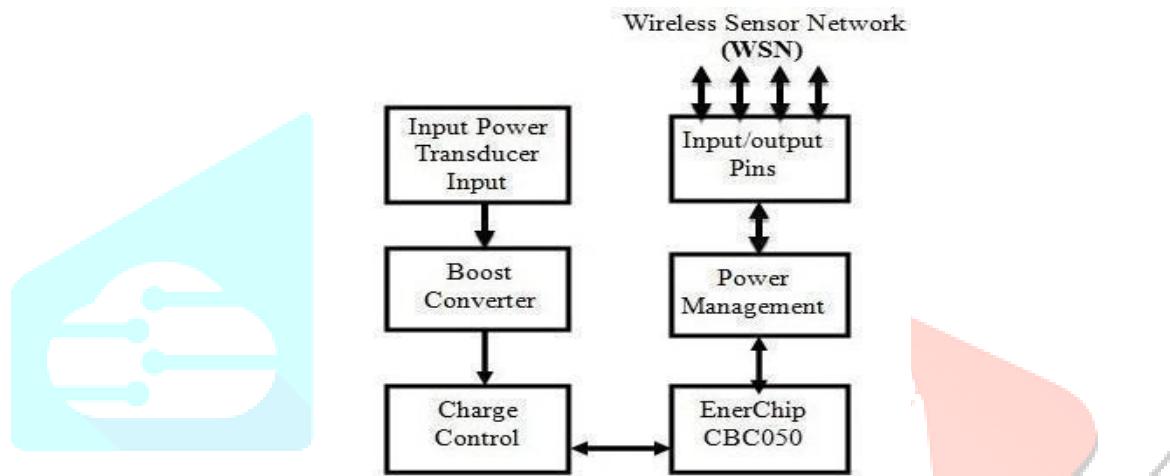 Wireless Sensor Network
(WSN)
Input Power
Transducer
Input
Input/output
Pins
Boost
Converter
Power
Management
Charge
Control
EnerChip
CBC050